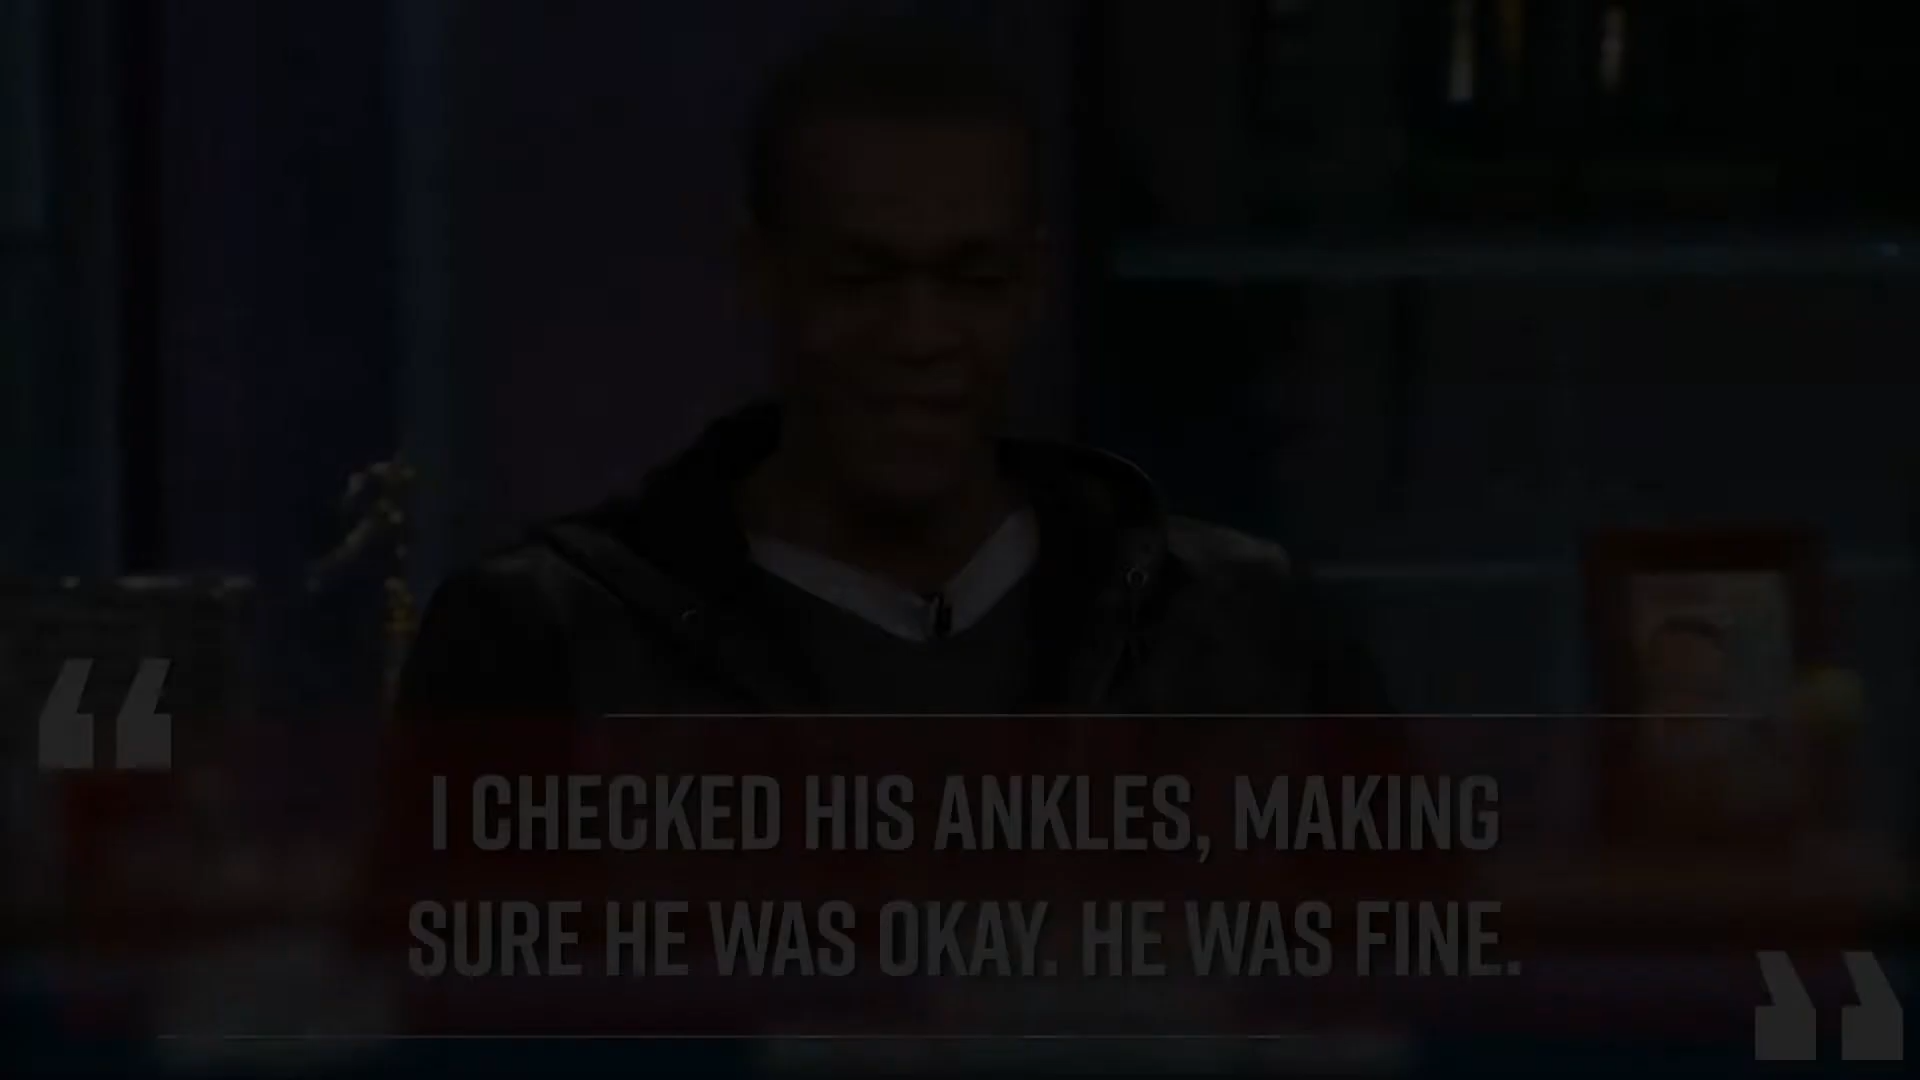 “
I CHECKED HIS ANKLES, MAKING
SURE HE WAS OKAY. HE WAS FINE.
”